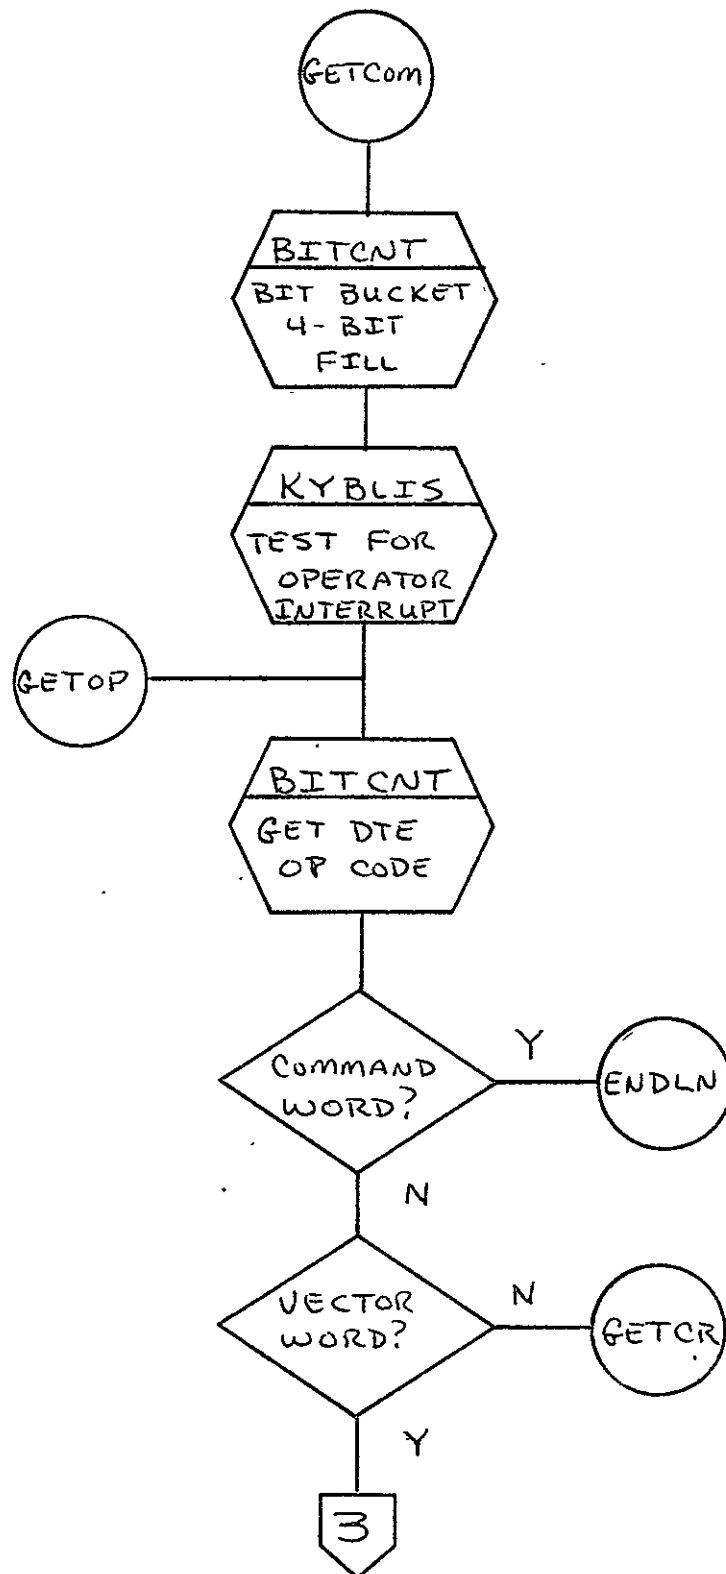 GETCOM
BITCNT
BIT BUCKET
4-BIT
FILL
KYBLIS
TEST FOR
OPERATOR
INTERRUPT
GETOP
BITCNT
GET DTE
OP CODE
COMMAND
WORD?
Y
ENDLN
N
VECTOR
WORD?
N
GETCR
Y
3